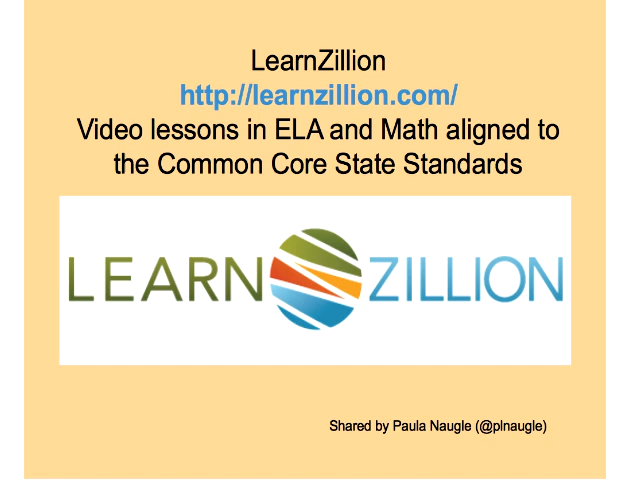 LearnZillion
http://learnzillion.com/
Video lessons in ELA and Math aligned to
the Common Core State Standards
LEARN ZILLION
Shared by Paula Naugle (@plnaugle)